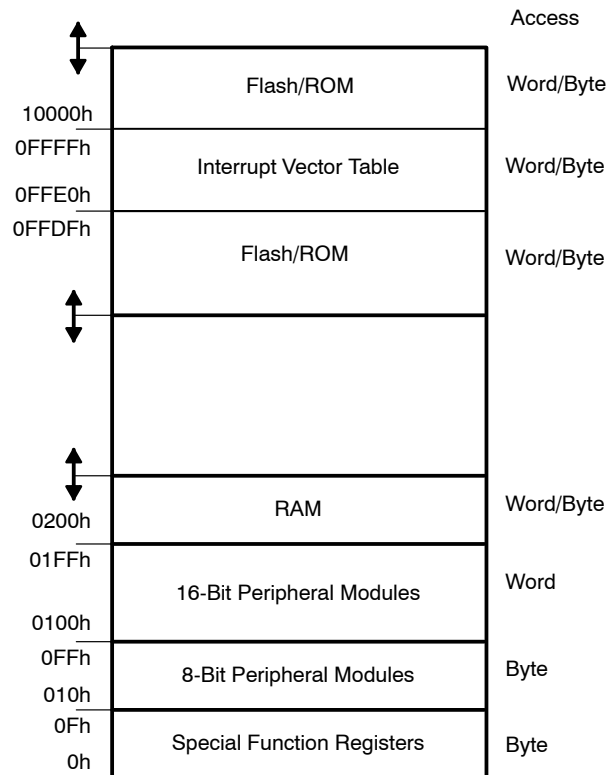 Access
Flash/ROM Word/Byte
10000h
0FFFFh
Interrupt Vector Table Word/Byte
0FFE0h
0FFDFh
Flash/ROM Word/Byte
RAM Word/Byte
0200h
01FFh
16-Bit Peripheral Modules Word
0100h
0FFh
8-Bit Peripheral Modules Byte
010h
0Fh
Special Function Registers Byte
0h